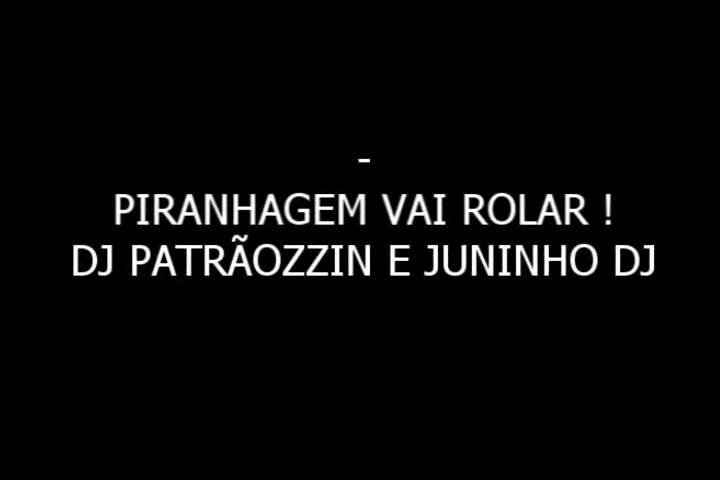 -
PIRANHAGEM VAI ROLAR !
DJ PATRÃOZZIN E JUNINHO DJ